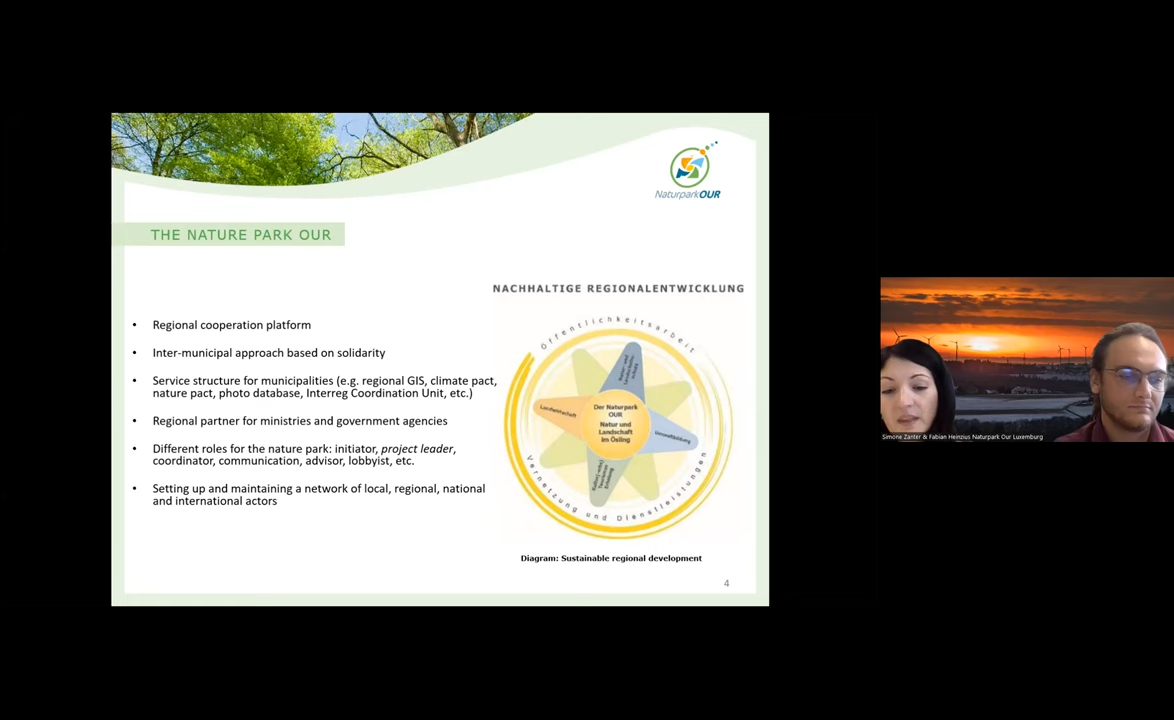 NaturparkOUR
THE NATURE PARK OUR
• Regional cooperation platform
• Inter-municipal approach based on solidarity
• Service structure for municipalities (e.g. regional GIS, climate pact,
nature pact, photo database, Interreg Coordination Unit, etc.)
• Regional partner for ministries and government agencies
• Different roles for the nature park: initiator, project leader,
coordinator, communication, advisor, lobbyist, etc.
• Setting up and maintaining a network of local, regional, national
and international actors
NACHHALTIGE REGIONALENTWICKLUNG
Öffentlichkeitsarbeit
Landwirtschaft
Der Naturpark
OUR
Natur und
Landschaft
im Ösling
Umweltbildung
Vernetzung und Dienstleistungen
Diagram: Sustainable regional development
4
Simone Zanter & Fabian Heinzius Naturpark Our Luxemburg